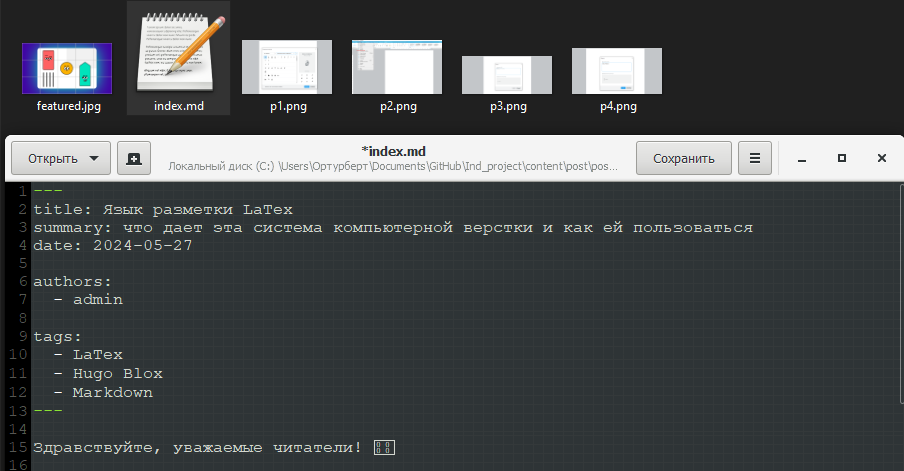 featured.jpg
index.md
p1.png
p2.png
p3.png
p4.png
Открыть
*index.md
Локальный диск (C:) \Users\Ортурберт\Documents\GitHub\Ind_project\content\post\pos...
Сохранить
1 ---
2 title: Язык разметки LaTex
3 summary: что дает эта система компьютерной верстки и как ей пользоваться
4 date: 2024-05-27
5
6 authors:
7   - admin
8
9 tags:
10   - LaTex
11   - Hugo Blox
12   - Markdown
13 ---
14
15 Здравствуйте, уважаемые читатели!
16